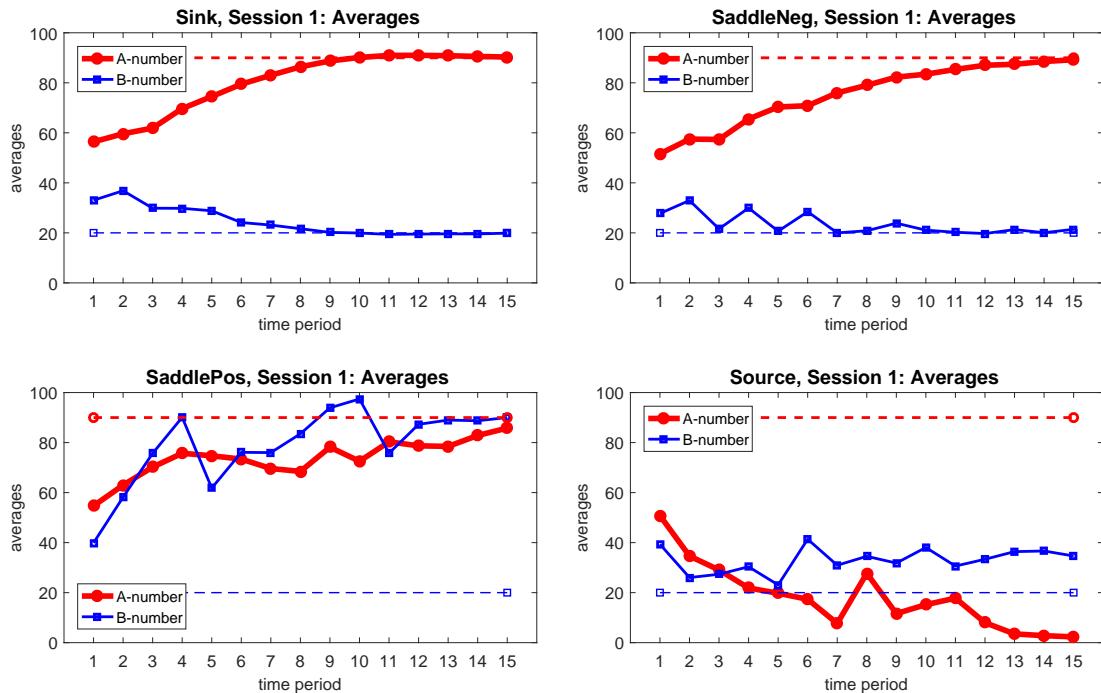 Sink, Session 1: Averages
100
80
60
40
20
0
averages
A-number
B-number
1 2 3 4 5 6 7 8 9 10 11 12 13 14 15
time period
SaddleNeg, Session 1: Averages
100
80
60
40
20
0
averages
A-number
B-number
1 2 3 4 5 6 7 8 9 10 11 12 13 14 15
time period
SaddlePos, Session 1: Averages
100
80
60
40
20
0
averages
A-number
B-number
1 2 3 4 5 6 7 8 9 10 11 12 13 14 15
time period
Source, Session 1: Averages
100
80
60
40
20
0
averages
A-number
B-number
1 2 3 4 5 6 7 8 9 10 11 12 13 14 15
time period